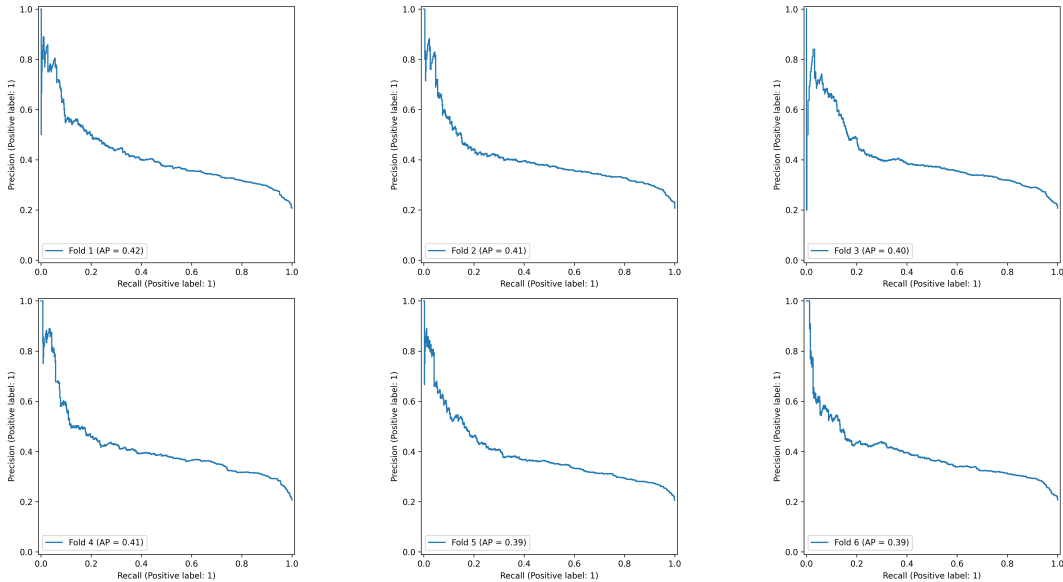 1.0
0.8
0.6
0.4
0.2
0.0
Precision (Positive label: 1)
Fold 1 (AP = 0.42)
0.0 0.2 0.4 0.6 0.8 1.0
Recall (Positive label: 1)
1.0
0.8
0.6
0.4
0.2
0.0
Precision (Positive label: 1)
Fold 2 (AP = 0.41)
0.0 0.2 0.4 0.6 0.8 1.0
Recall (Positive label: 1)
1.0
0.8
0.6
0.4
0.2
0.0
Precision (Positive label: 1)
Fold 3 (AP = 0.40)
0.0 0.2 0.4 0.6 0.8 1.0
Recall (Positive label: 1)
1.0
0.8
0.6
0.4
0.2
0.0
Precision (Positive label: 1)
Fold 4 (AP = 0.41)
0.0 0.2 0.4 0.6 0.8 1.0
Recall (Positive label: 1)
1.0
0.8
0.6
0.4
0.2
0.0
Precision (Positive label: 1)
Fold 5 (AP = 0.39)
0.0 0.2 0.4 0.6 0.8 1.0
Recall (Positive label: 1)
1.0
0.8
0.6
0.4
0.2
0.0
Precision (Positive label: 1)
Fold 6 (AP = 0.39)
0.0 0.2 0.4 0.6 0.8 1.0
Recall (Positive label: 1)